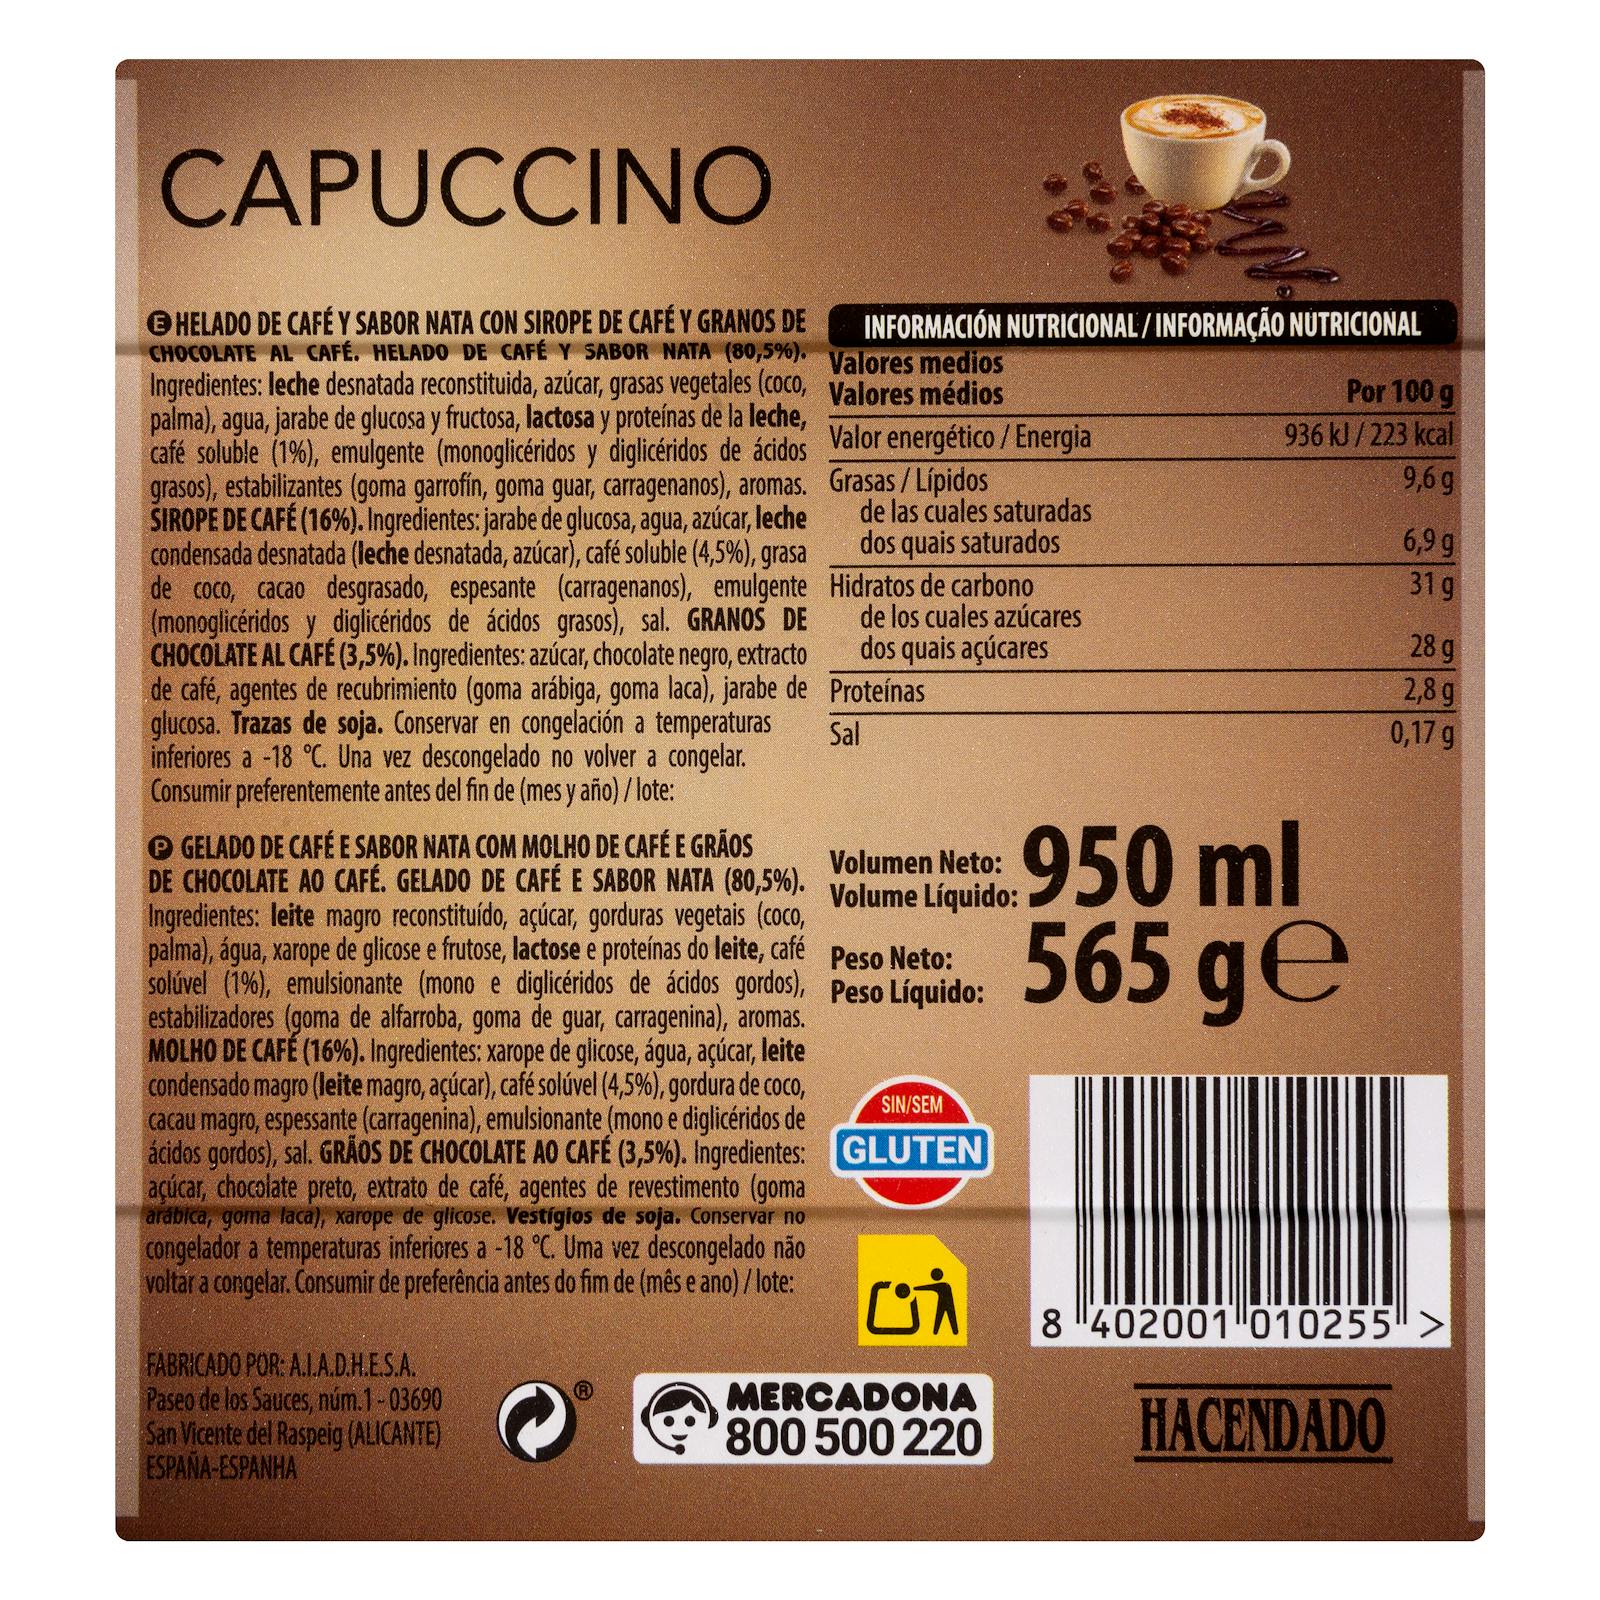 CAPUCCINO
E HELADO DE CAFÉ Y SABOR NATA CON SIROPE DE CAFÉ Y GRANOS DE
CHOCOLATE AL CAFÉ. HELADO DE CAFÉ Y SABOR NATA (80,5%).
Ingredientes: leche desnatada reconstituida, azúcar, grasas vegetales (coco,
palma), agua, jarabe de glucosa y fructosa, lactosa y proteínas de la leche,
café soluble (1%), emulgente (monoglicéridos y diglicéridos de ácidos
grasos), estabilizantes (goma garrofín, goma guar, carragenanos), aromas.
SIROPE DE CAFÉ (16%). Ingredientes: jarabe de glucosa, agua, azúcar, leche
condensada desnatada (leche desnatada, azúcar), café soluble (4,5%), grasa
de coco, cacao desgrasado, espesante (carragenanos), emulgente
(monoglicéridos y diglicéridos de ácidos grasos), sal. GRANOS DE
CHOCOLATE AL CAFÉ (3,5%). Ingredientes: azúcar, chocolate negro, extracto
de café, agentes de recubrimiento (goma arábiga, goma laca), jarabe de
glucosa. Trazas de soja. Conservar en congelación a temperaturas
inferiores a -18 °C. Una vez descongelado no volver a congelar.
Consumir preferentemente antes del fin de (mes y año) / lote:
P GELADO DE CAFÉ E SABOR NATA COM MOLHO DE CAFÉ E GRÃOS
DE CHOCOLATE AO CAFÉ. GELADO DE CAFÉ E SABOR NATA (80,5%).
Ingredientes: leite magro reconstituído, açúcar, gorduras vegetais (coco,
palma), água, xarope de glicose e frutose, lactose e proteínas do leite, café
solúvel (1%), emulsionante (mono e diglicéridos de ácidos gordos),
estabilizadores (goma de alfarroba, goma de guar, carragenina), aromas.
MOLHO DE CAFÉ (16%). Ingredientes: xarope de glicose, água, açúcar, leite
condensado magro (leite magro, açúcar), café solúvel (4,5%), gordura de coco,
cacau magro, espessante (carragenina), emulsionante (mono e diglicéridos de
ácidos gordos), sal. GRÃOS DE CHOCOLATE AO CAFÉ (3,5%). Ingredientes:
açúcar, chocolate preto, extrato de café, agentes de revestimento (goma
arábica, goma laca), xarope de glicose. Vestígios de soja. Conservar no
congelador a temperaturas inferiores a -18 °C. Uma vez descongelado não
voltar a congelar. Consumir de preferência antes do fim de (mês e ano) / lote:
FABRICADO POR: A.I.A.D.H.E.S.A.
Paseo de los Sauces, núm.1 - 03690
San Vicente del Raspeig (ALICANTE)
ESPAÑA-ESPANHA
®
MERCADONA
800 500 220
INFORMACIÓN NUTRICIONAL / INFORMAÇÃO NUTRICIONAL
Valores medios
Valores médios Por 100 g
Valor energético / Energia 936 kJ / 223 kcal
Grasas / Lípidos 9,6 g
de las cuales saturadas
dos quais saturados 6,9 g
Hidratos de carbono 31 g
de los cuales azúcares
dos quais açúcares 28 g
Proteínas 2,8 g
Sal 0,17 g
Volumen Neto: 950 ml
Volume Líquido:
Peso Neto: 565 g e
Peso Líquido:
SIN/SEM
GLUTEN
8 402001 010255 >
HACENDADO